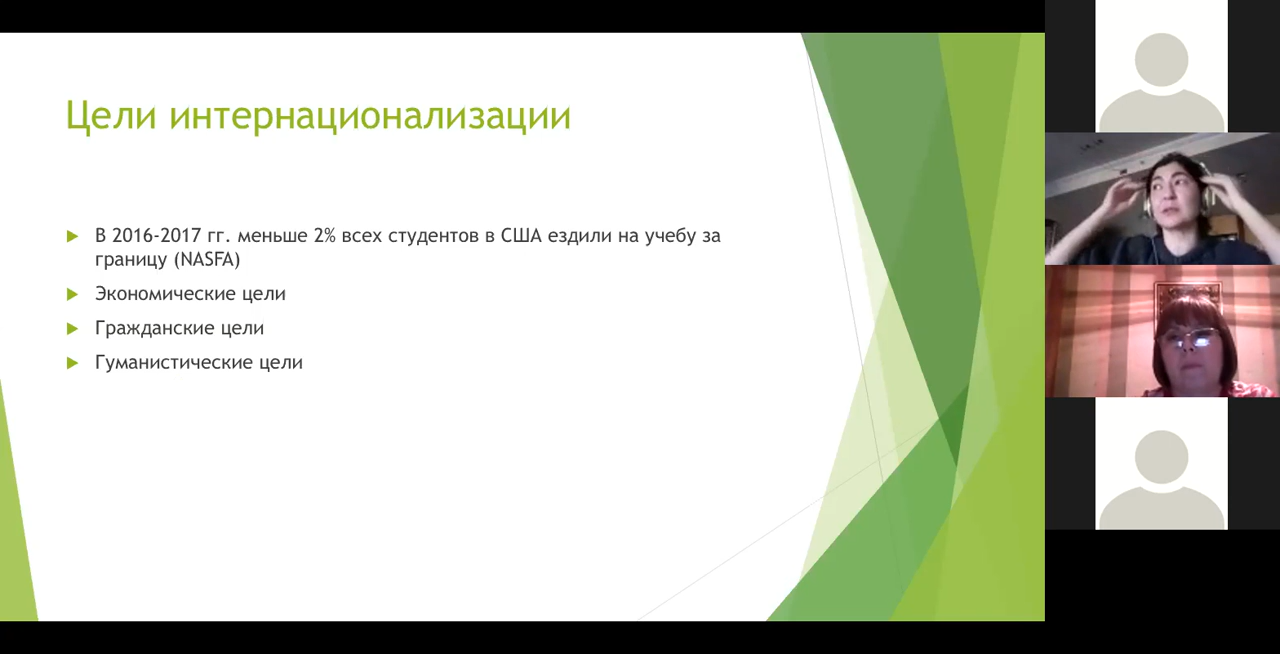 Цели интернационализации
В 2016-2017 гг. меньше 2% всех студентов в США ездили на учебу за
границу (NASFA)
Экономические цели
Гражданские цели
Гуманистические цели